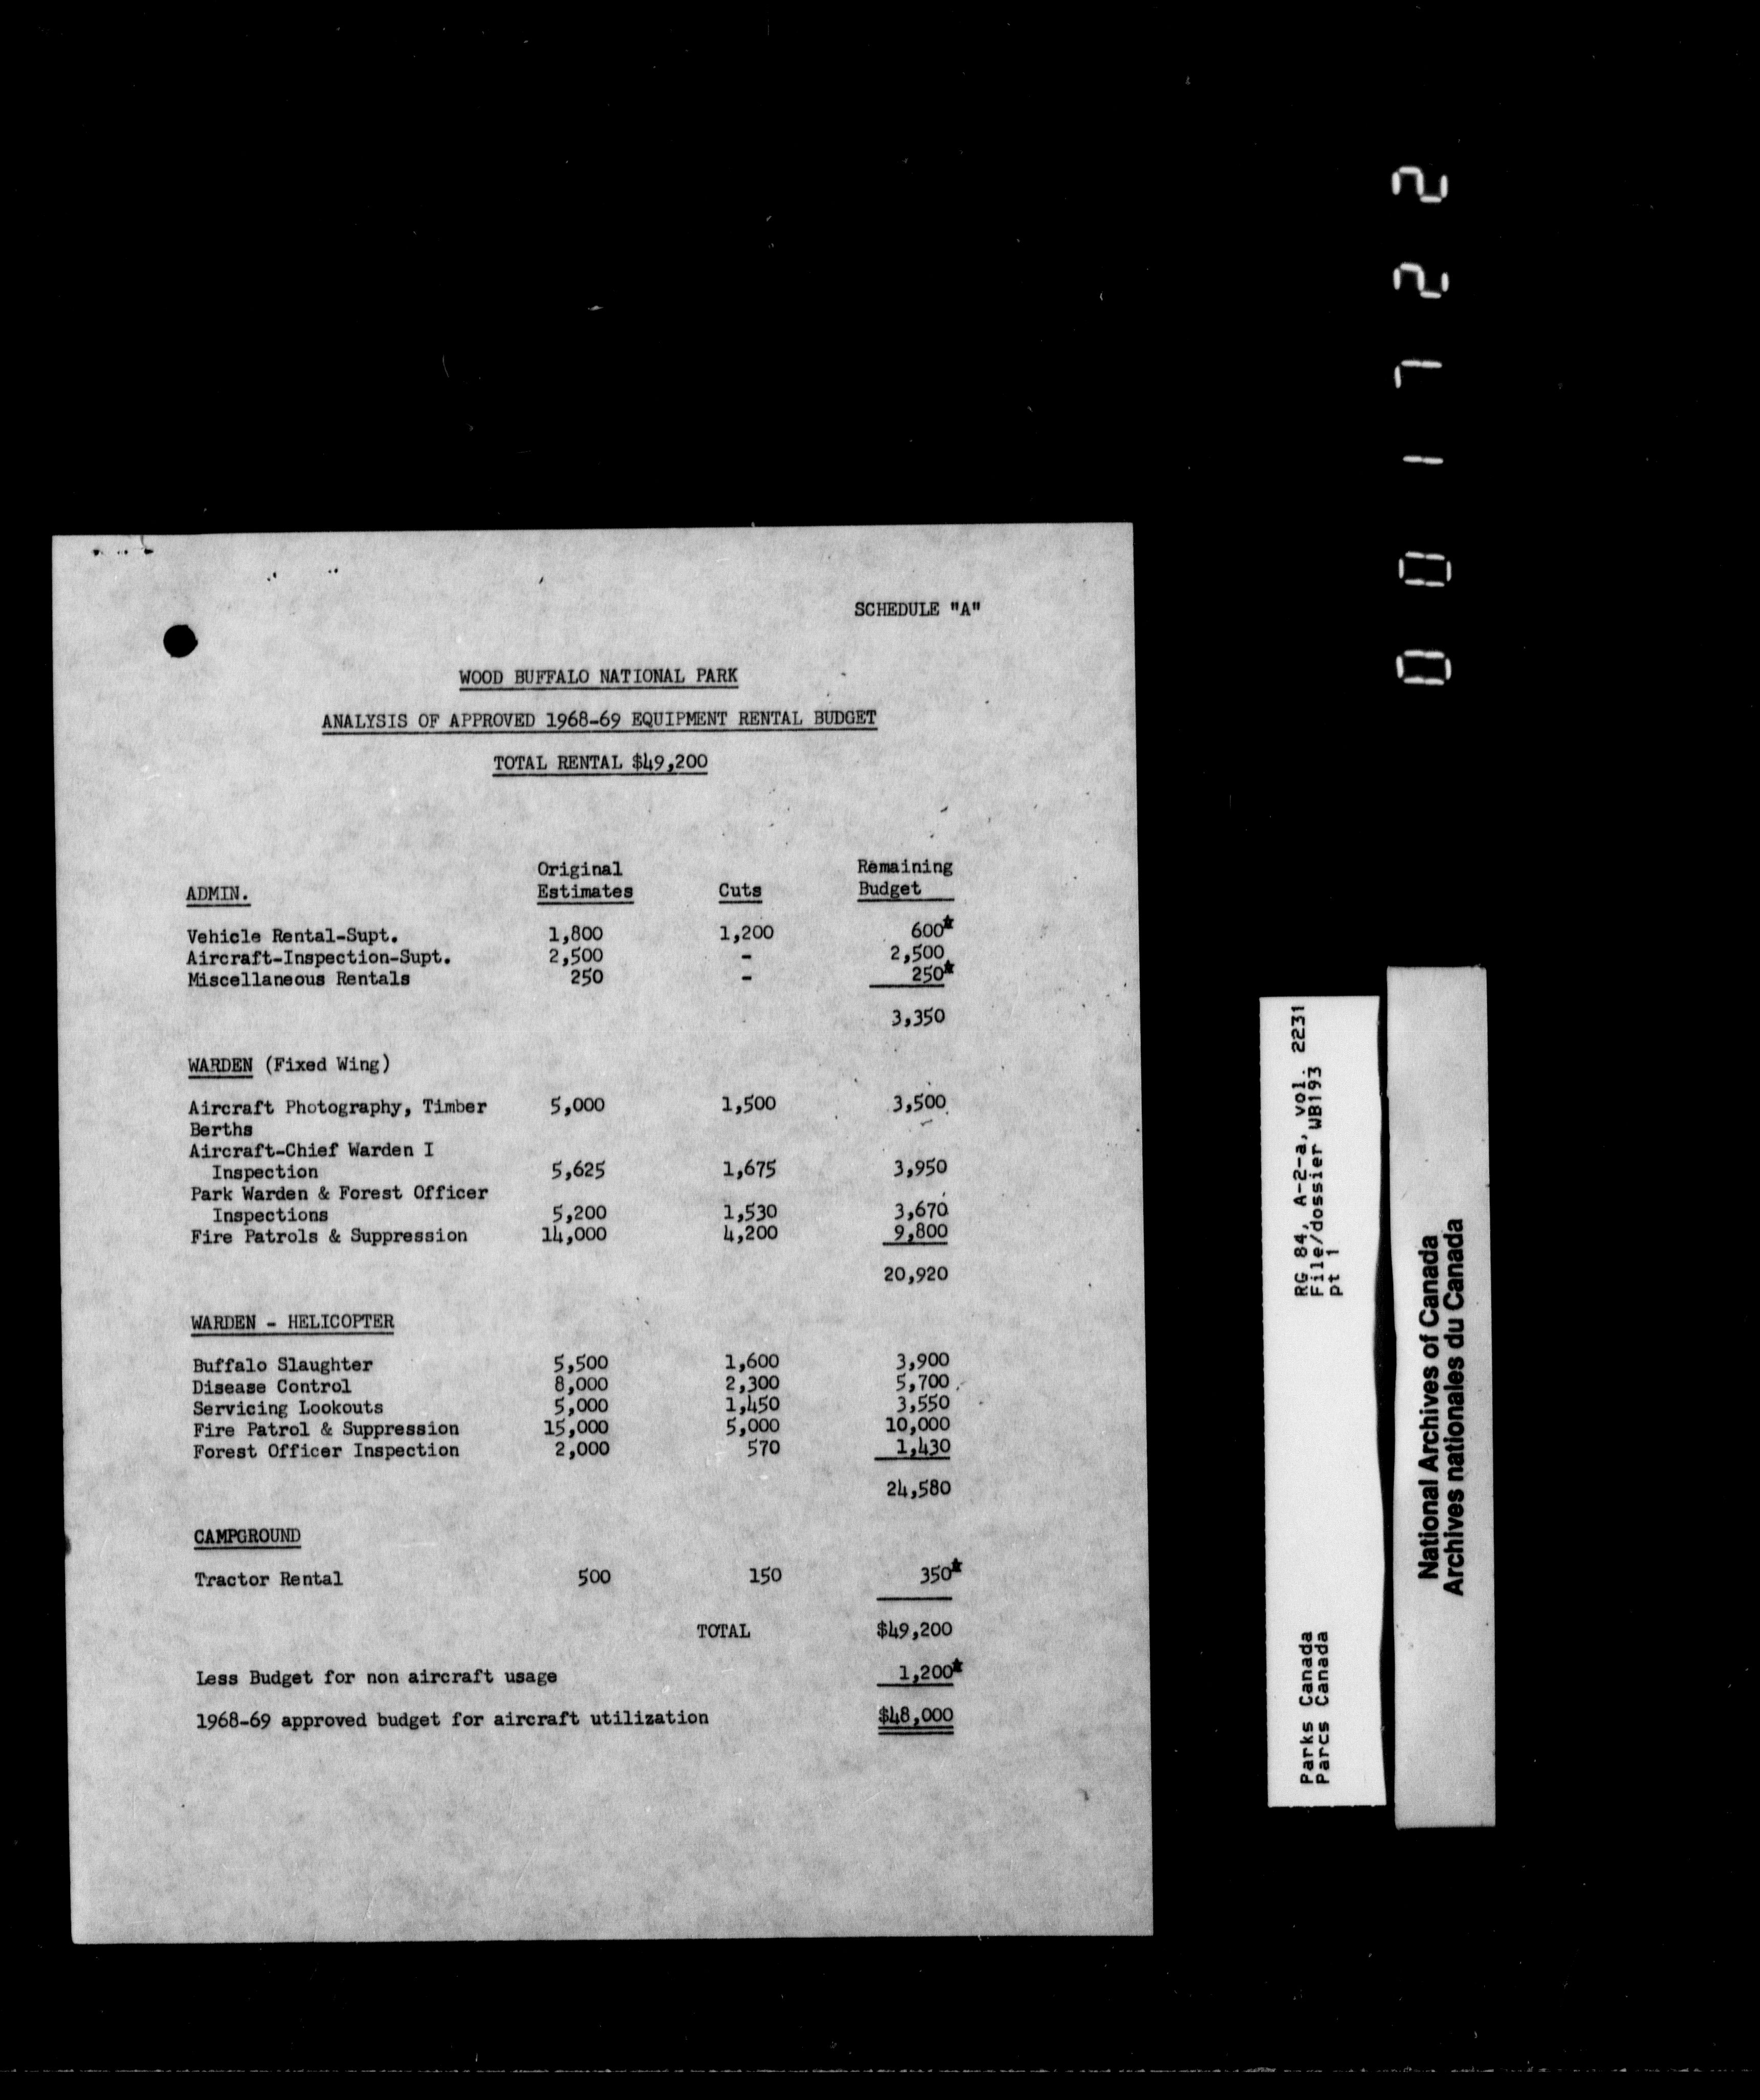 SCHEDULE "A"
WOOD BUFFALO NATIONAL PARK
ANALYSIS OF APPROVED 1968-69 EQUIPMENT RENTAL BUDGET
TOTAL RENTAL $49,200
Original Remaining
ADMIN. Estimates Cuts Budget
Vehicle Rental-Supt. 1,800 1,200 600*
Aircraft-Inspection-Supt. 2,500 - 2,500
Miscellaneous Rentals 250 - 250*
3,350
WARDEN (Fixed Wing)
Aircraft Photography, Timber 5,000 1,500 3,500
Berths
Aircraft-Chief Warden I
Inspection 5,625 1,675 3,950
Park Warden & Forest Officer
Inspections 5,200 1,530 3,670
Fire Patrols & Suppression 14,000 4,200 9,800
20,920
WARDEN - HELICOPTER
Buffalo Slaughter 5,500 1,600 3,900
Disease Control 8,000 2,300 5,700
Servicing Lookouts 5,000 1,450 3,550
Fire Patrol & Suppression 15,000 5,000 10,000
Forest Officer Inspection 2,000 570 1,430
24,580
CAMPGROUND
Tractor Rental 500 150 350*
TOTAL $49,200
Less Budget for non aircraft usage 1,200*
1968-69 approved budget for aircraft utilization $48,000
001722
Parks Canada RG 84, A-2-a, vol. 2231
Parcs Canada File/dossier WB193
pt 1
National Archives of Canada
Archives nationales du Canada